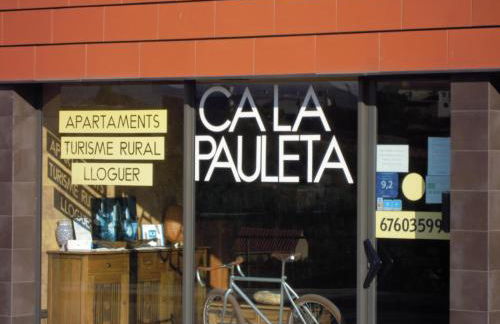 APARTAMENTS
TURISME RURAL
LLOGUER
CA LA
PAULETA
9,2
67603599